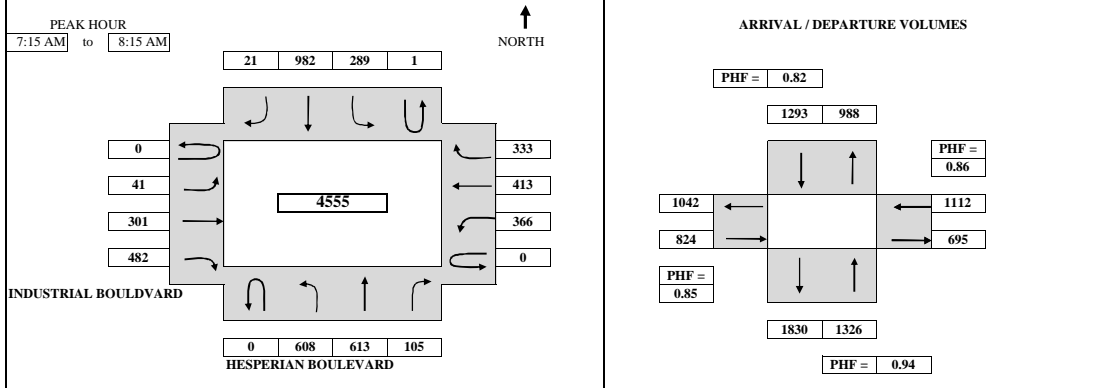 PEAK HOUR
7:15 AM to 8:15 AM
NORTH
21 982 289 1
0 333
41 413
4555
301 366
482 0
INDUSTRIAL BOULDVARD
0 608 613 105
HESPERIAN BOULEVARD
ARRIVAL / DEPARTURE VOLUMES
PHF = 0.82
1293 988
PHF =
0.86
1042 1112
824 695
PHF =
0.85
1830 1326
PHF = 0.94